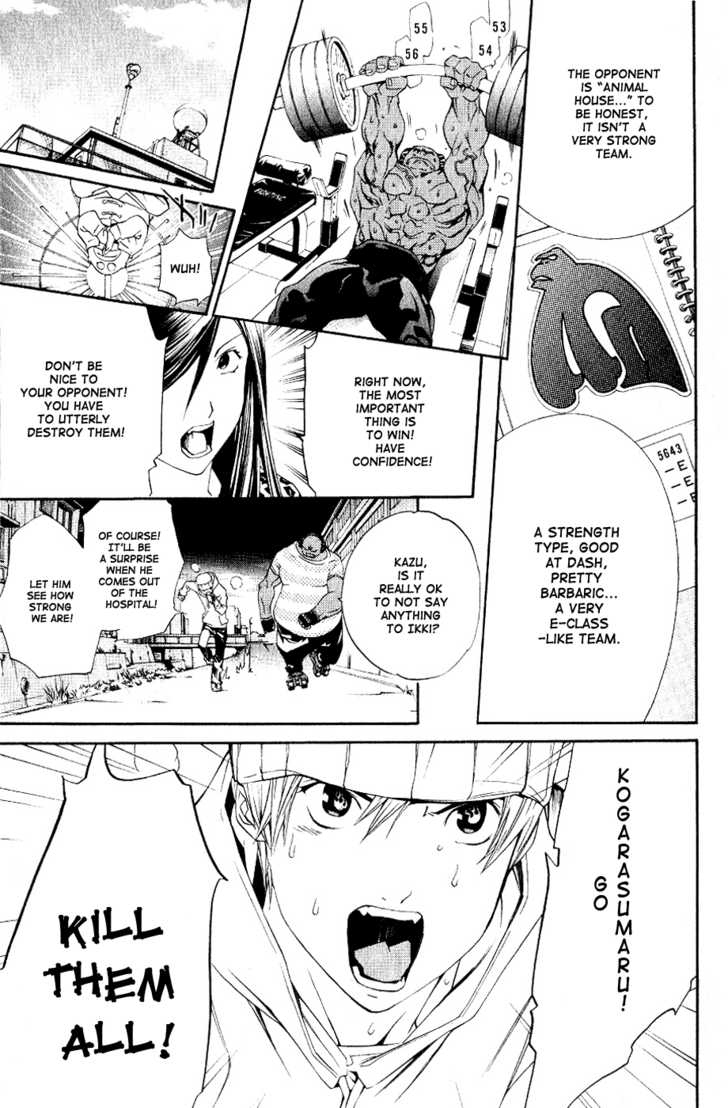 THE OPPONENT
IS "ANIMAL
HOUSE..." TO
BE HONEST,
IT ISN'T A
VERY STRONG
TEAM.
5643
-E
-E
-E
A STRENGTH
TYPE, GOOD
AT DASH,
PRETTY
BARBARIC...
A VERY
E-CLASS
-LIKE TEAM.
53
54
55
56
WUH!
RIGHT NOW,
THE MOST
IMPORTANT
THING IS
TO WIN!
HAVE
CONFIDENCE!
DON'T BE
NICE TO
YOUR OPPONENT!
YOU HAVE
TO UTTERLY
DESTROY THEM!
KAZU,
IS IT
REALLY OK
TO NOT SAY
ANYTHING
TO IKKI?
OF COURSE!
IT'LL BE
A SURPRISE
WHEN HE
COMES OUT
OF THE
HOSPITAL!
LET HIM
SEE HOW
STRONG
WE ARE!
KOGARASUMARU!
GO
KILL
THEM
ALL!